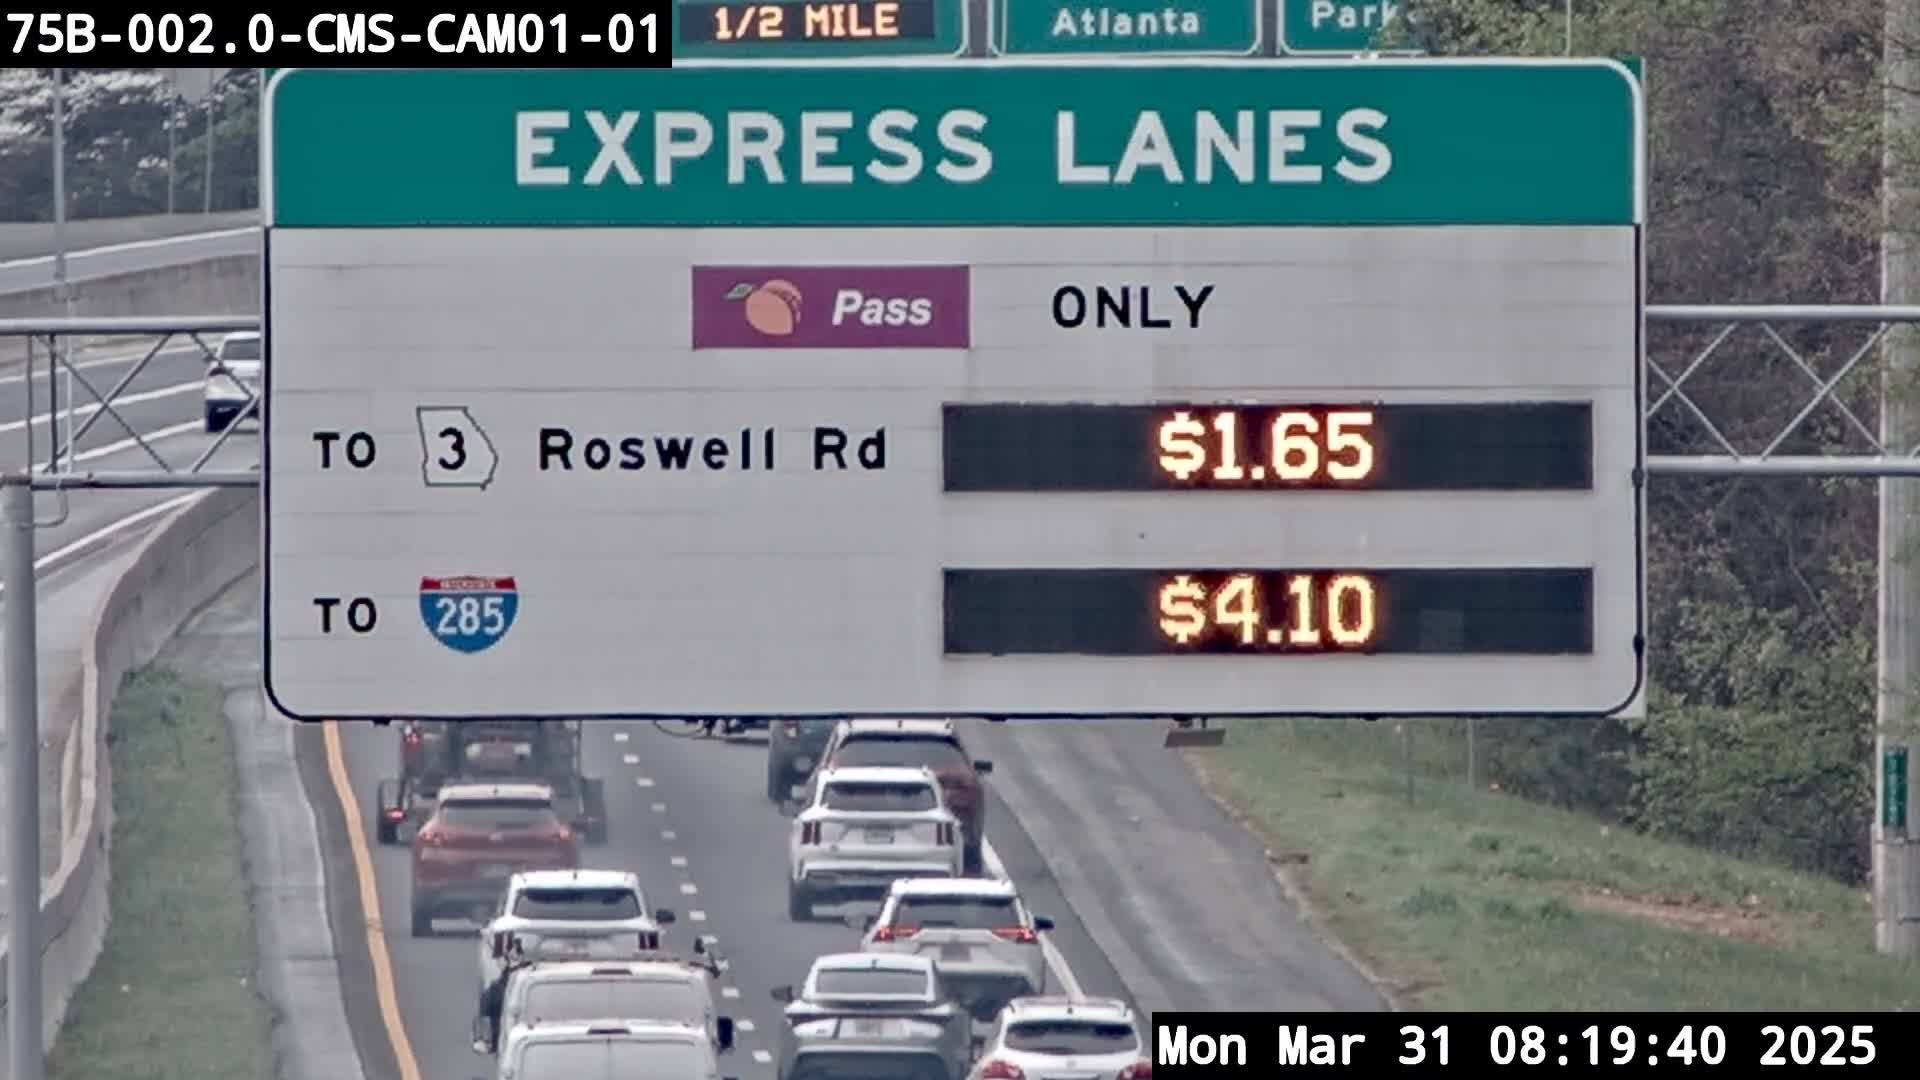 75B-002.0-CMS-CAM01-01
1/2 MILE
Atlanta
Park
EXPRESS LANES
Pass ONLY
TO 3 Roswell Rd $1.65
TO 285 $4.10
Mon Mar 31 08:19:40 2025